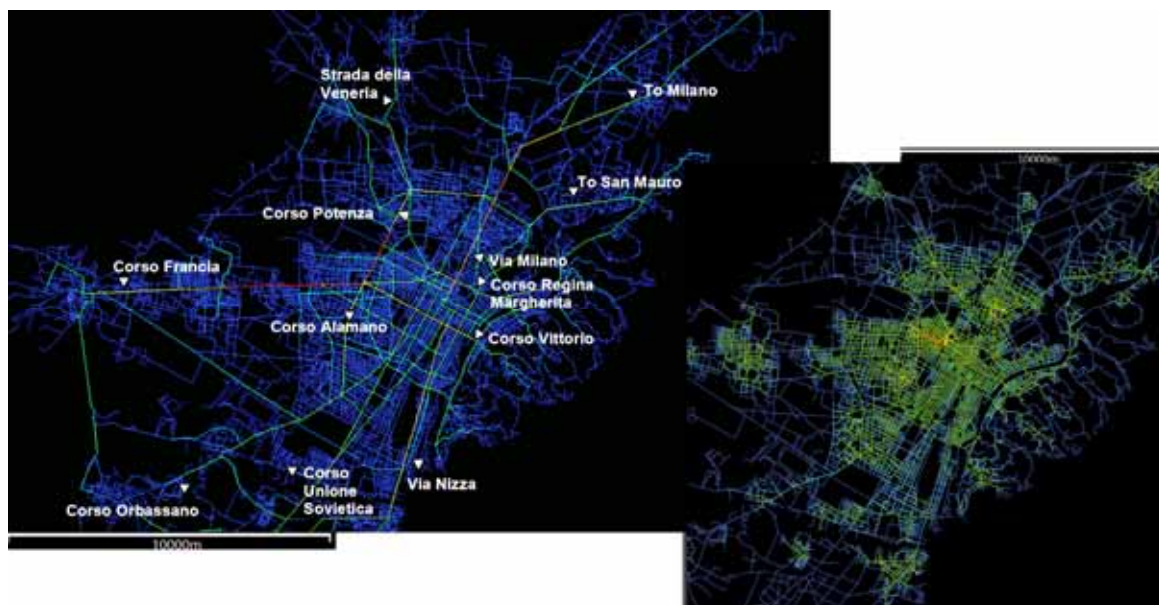 Strada della
Veneria
To Milano
To San Mauro
Corso Potenza
Via Milano
Corso Francia
Corso Regina
Margherita
Corso Alamano
Corso Vittorio
Corso
Unione
Sovietica
Via Nizza
Corso Orbassano
10000m
10000m